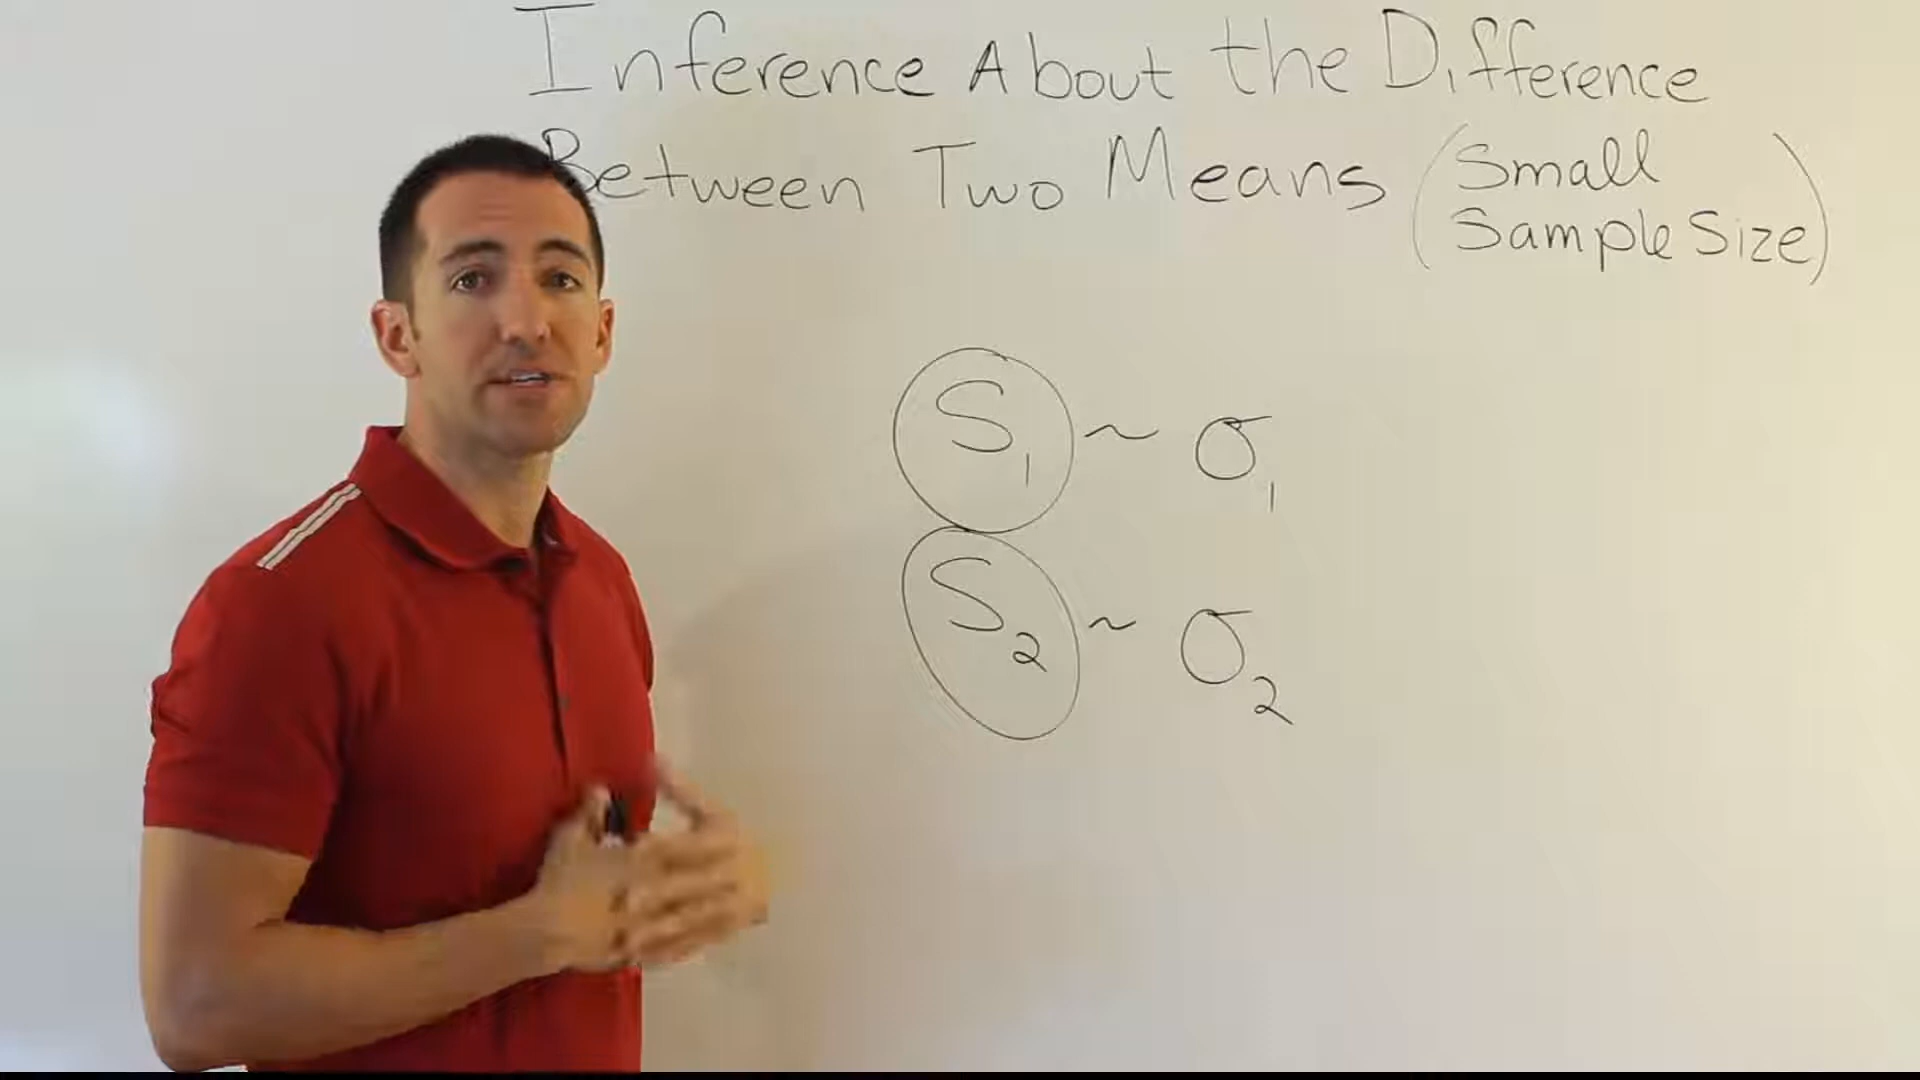 Inference About the Difference
Between Two Means (Small
Sample Size)
S₁ ~ σ₁
S₂ ~ σ₂